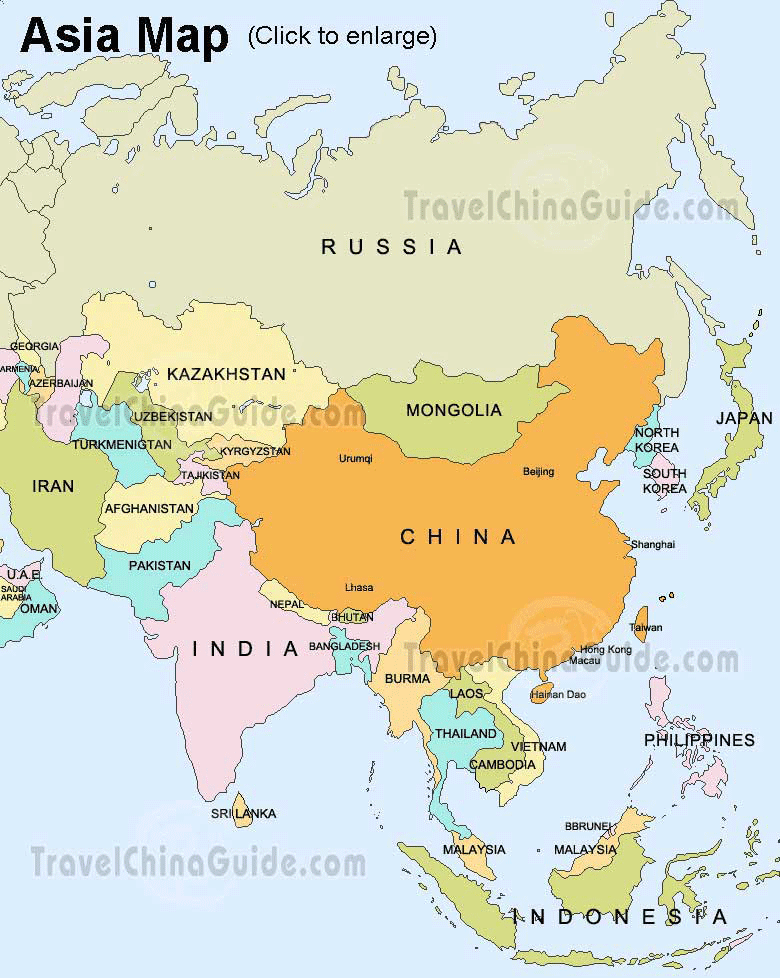 Asia Map (Click to enlarge)
TravelChinaGuide.com
RUSSIA
GEORGIA
ARMENIA
AZERBAIJAN
KAZAKHSTAN
TravelChinaGuide.com
UZBEKISTAN
MONGOLIA
JAPAN
TURKMENIGTAN
KYRGYZSTAN
Urumqi
Beijing
NORTH
KOREA
TAJIKISTAN
SOUTH
KOREA
IRAN
AFGHANISTAN
CHINA
Shanghai
PAKISTAN
U.A.E.
SAUDI
ARABIA
OMAN
Lhasa
NEPAL
BHUTAN
Taiwan
INDIA
BANGLADESH
Hong Kong
Macau
TravelChinaGuide.com
BURMA
LAOS
Hainan Dao
THAILAND
VIETNAM
PHILIPPINES
CAMBODIA
SRI LANKA
BBRUNEI
MALAYSIA
MALAYSIA
TravelChinaGuide.com
INDONESIA